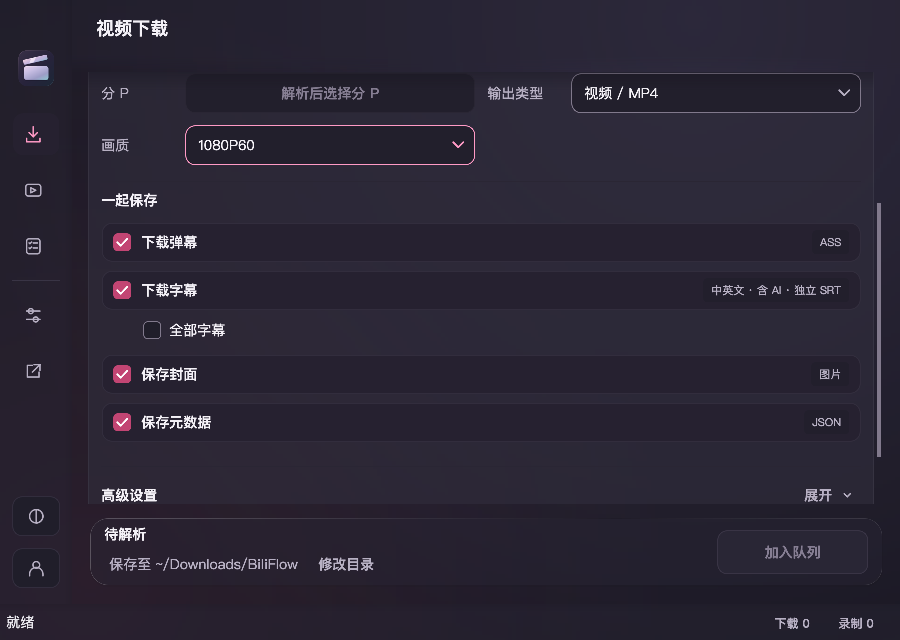 视频下载
分 P 解析后选择分 P 输出类型 视频 / MP4
画质 1080P60
一起保存
下载弹幕 ASS
下载字幕 中英文 · 含 AI · 独立 SRT
全部字幕
保存封面 图片
保存元数据 JSON
高级设置 展开
待解析
保存至 ~/Downloads/BiliFlow 修改目录
加入队列
就绪 下载 0 录制 0